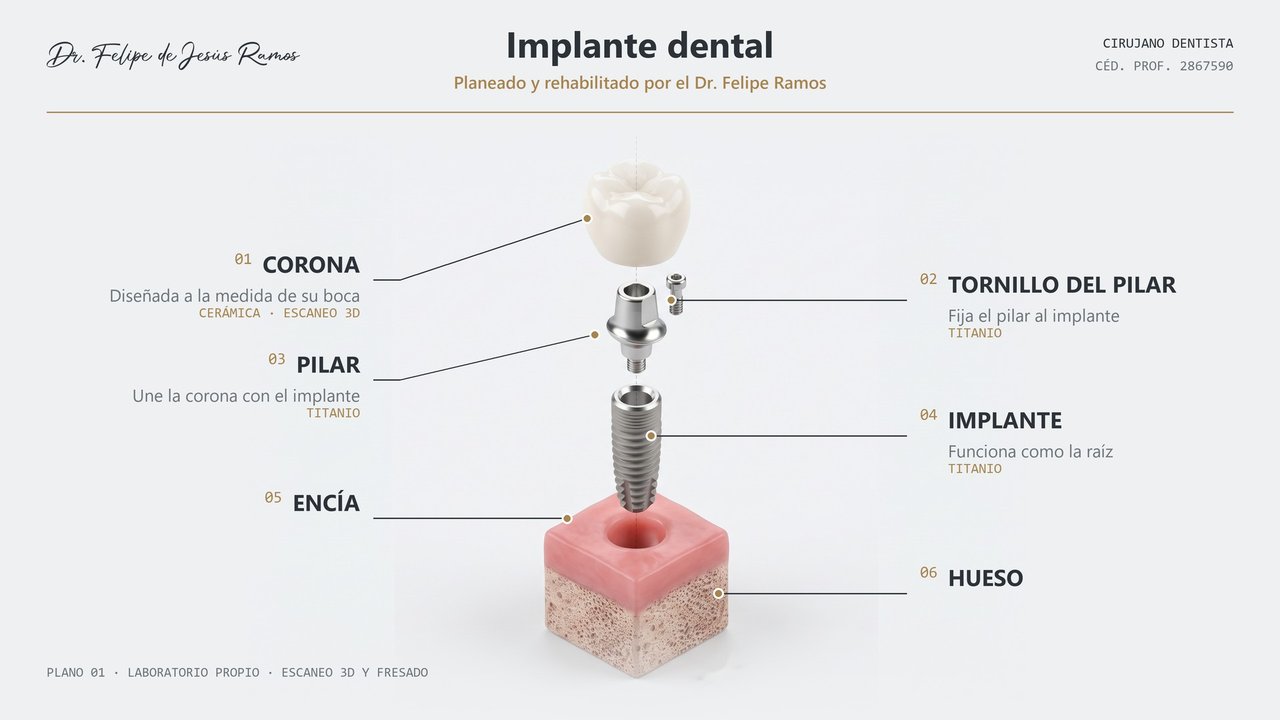 Dr. Felipe de Jesús Ramos
Implante dental
Planeado y rehabilitado por el Dr. Felipe Ramos
CIRUJANO DENTISTA
CÉD. PROF. 2867590
01 CORONA
Diseñada a la medida de su boca
CERÁMICA · ESCANEO 3D
02 TORNILLO DEL PILAR
Fija el pilar al implante
TITANIO
03 PILAR
Une la corona con el implante
TITANIO
04 IMPLANTE
Funciona como la raíz
TITANIO
05 ENCÍA
06 HUESO
PLANO 01 · LABORATORIO PROPIO · ESCANEO 3D Y FRESADO